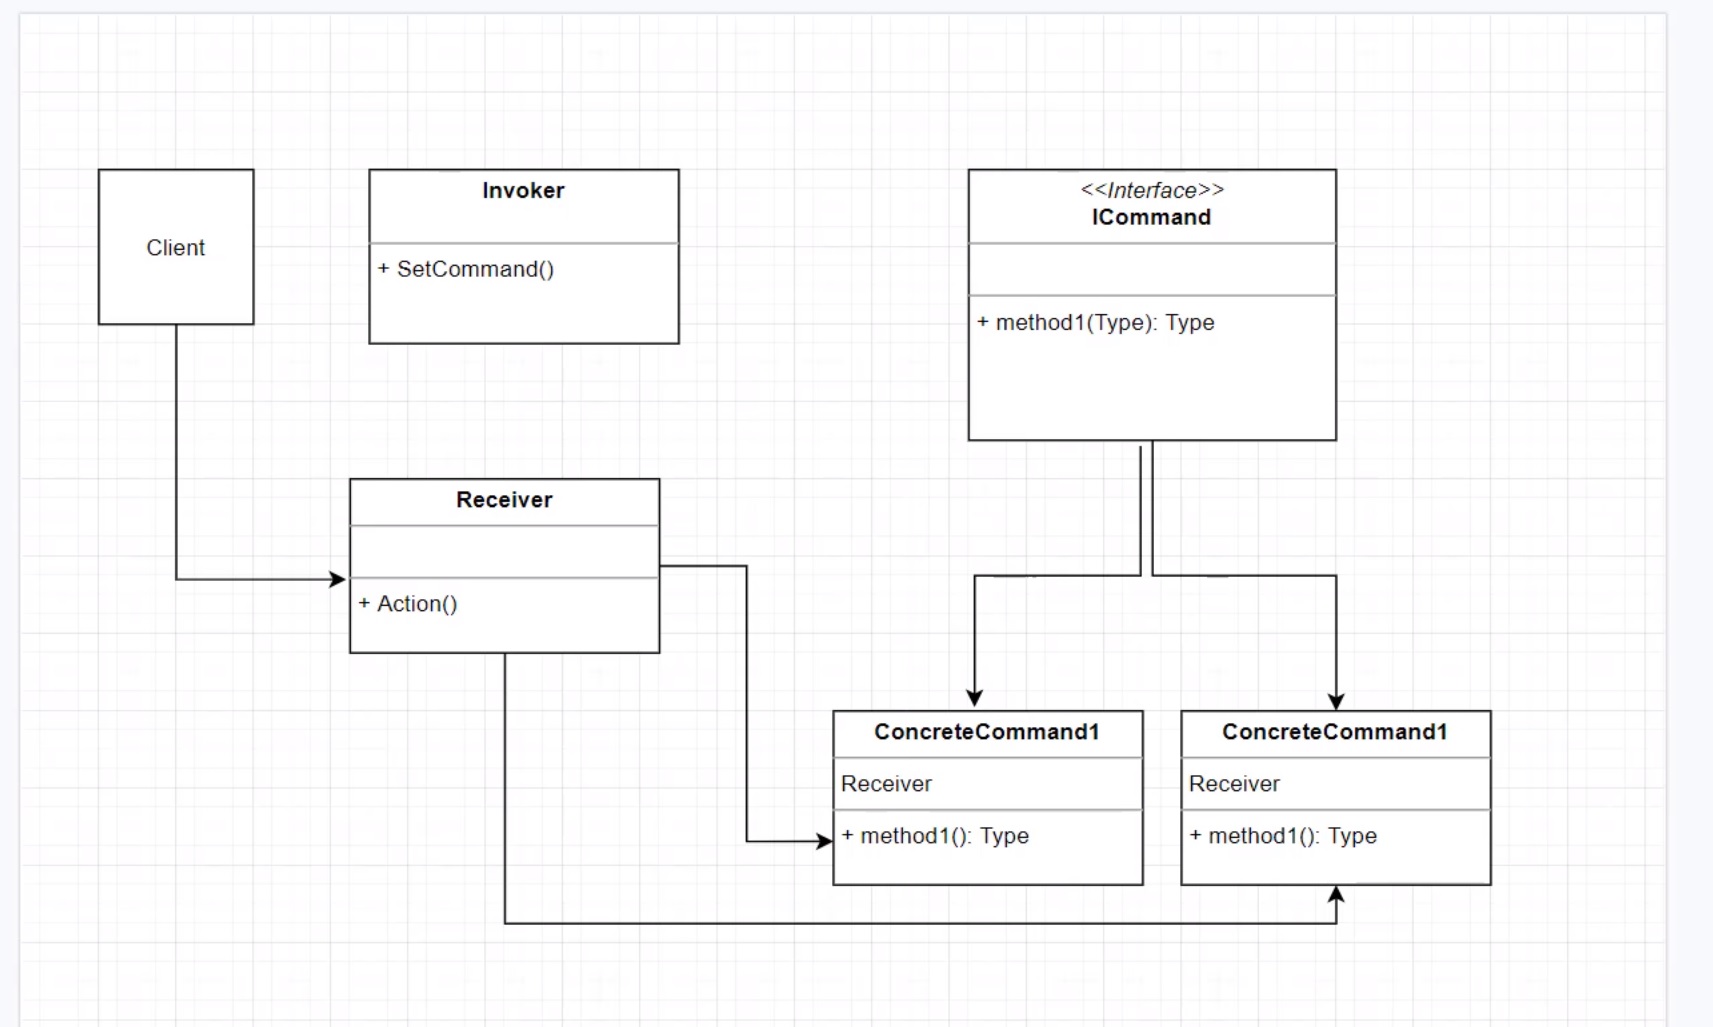 Client
Invoker
+ SetCommand()
<<Interface>>
ICommand
+ method1(Type): Type
Receiver
+ Action()
ConcreteCommand1
Receiver
+ method1(): Type
ConcreteCommand1
Receiver
+ method1(): Type